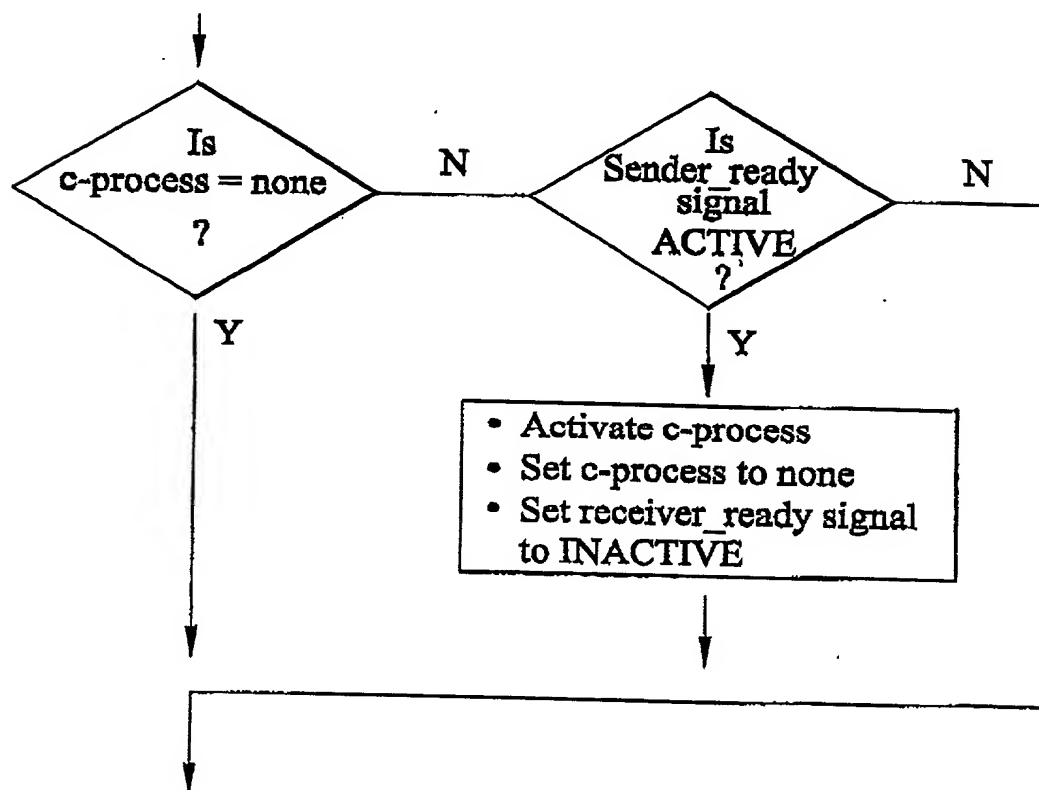 Is
c-process = none
?
N
Y
Is
Sender_ready
signal
ACTIVE
?
N
Y
• Activate c-process
• Set c-process to none
• Set receiver_ready signal
to INACTIVE